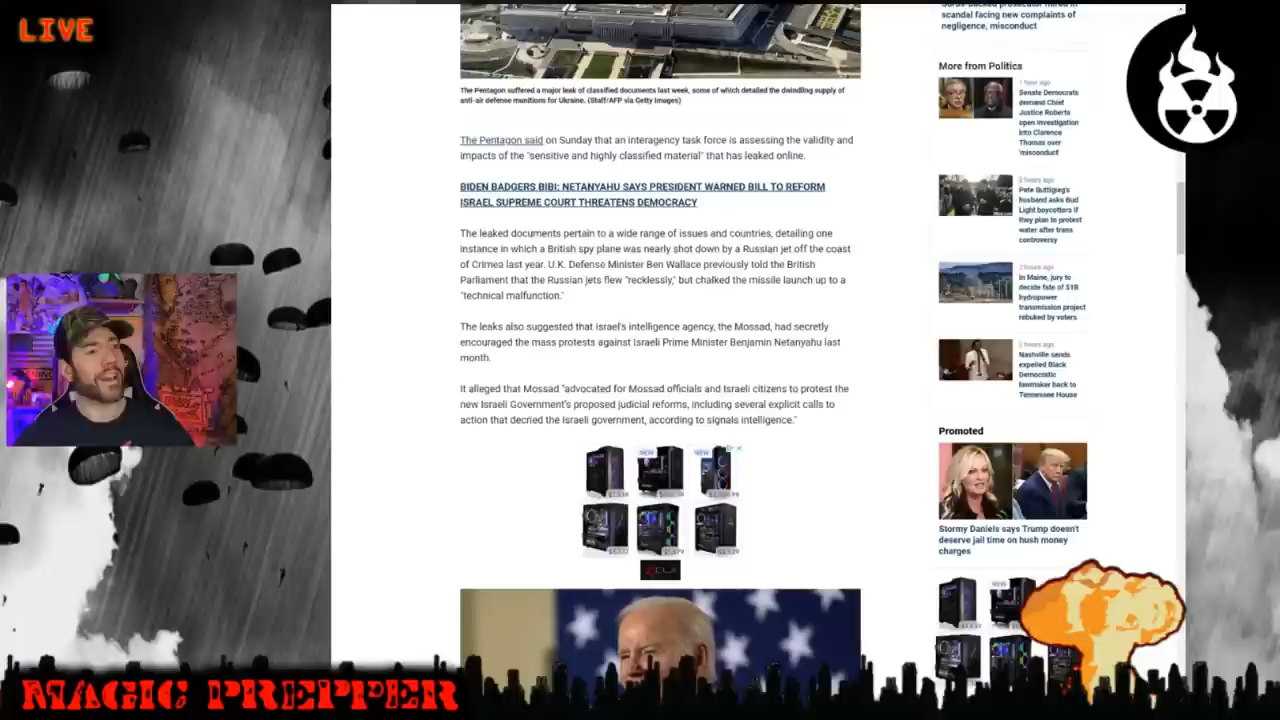 LIVE
The Pentagon suffered a major leak of classified documents last week, some of which detailed the dwindling supply of
anti-air defense munitions for Ukraine. (Staff/AFP via Getty Images)
The Pentagon said on Sunday that an interagency task force is assessing the validity and
impacts of the "sensitive and highly classified material" that has leaked online.
BIDEN BADGERS BIBI: NETANYAHU SAYS PRESIDENT WARNED BILL TO REFORM
ISRAEL SUPREME COURT THREATENS DEMOCRACY
The leaked documents pertain to a wide range of issues and countries, detailing one
instance in which a British spy plane was nearly shot down by a Russian jet off the coast
of Crimea last year. U.K. Defense Minister Ben Wallace previously told the British
Parliament that the Russian jets flew "recklessly," but chalked the missile launch up to a
"technical malfunction."
The leaks also suggested that Israel's intelligence agency, the Mossad, had secretly
encouraged the mass protests against Israeli Prime Minister Benjamin Netanyahu last
month.
It alleged that Mossad "advocated for Mossad officials and Israeli citizens to protest the
new Israeli Government's proposed judicial reforms, including several explicit calls to
action that decried the Israeli government, according to signals intelligence."
NEW
NEW
scandal facing new complaints of
negligence, misconduct
More from Politics
hour ago
Senate Democrats
demand Chief
Justice Roberts
open investigation
into Clarence
Thomas over
'misconduct'
hours ago
Pete Buttigieg's
husband asks Bud
Light boycotters if
they plan to protest
water after trans
controversy
hours ago
In Maine, jury to
decide fate of $1B
hydropower
transmission project
rebuked by voters
hours ago
Nashville sends
expelled Black
Democratic
lawmaker back to
Tennessee House
Promoted
Stormy Daniels says Trump doesn't
deserve jail time on hush money
charges
NEW
MAGIC PREPPER